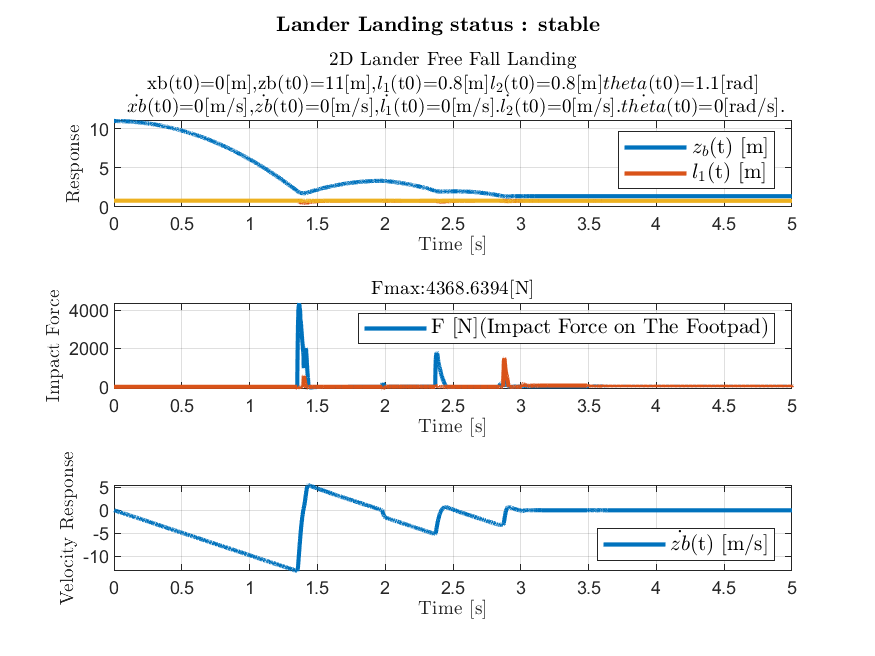 Lander Landing status : stable
2D Lander Free Fall Landing
xb(t0)=0[m],zb(t0)=11[m],l₁(t0)=0.8[m]l₂(t0)=0.8[m]theta(t0)=1.1[rad]
ẋb(t0)=0[m/s],żb(t0)=0[m/s],l̇₁(t0)=0[m/s].l̇₂(t0)=0[m/s].thėta(t0)=0[rad/s].
Response
10
5
0
z_b(t) [m]
l₁(t) [m]
0 0.5 1 1.5 2 2.5 3 3.5 4 4.5 5
Time [s]
Fmax:4368.6394[N]
Impact Force
4000
2000
0
F [N](Impact Force on The Footpad)
0 0.5 1 1.5 2 2.5 3 3.5 4 4.5 5
Time [s]
Velocity Response
5
0
-5
-10
żb(t) [m/s]
0 0.5 1 1.5 2 2.5 3 3.5 4 4.5 5
Time [s]